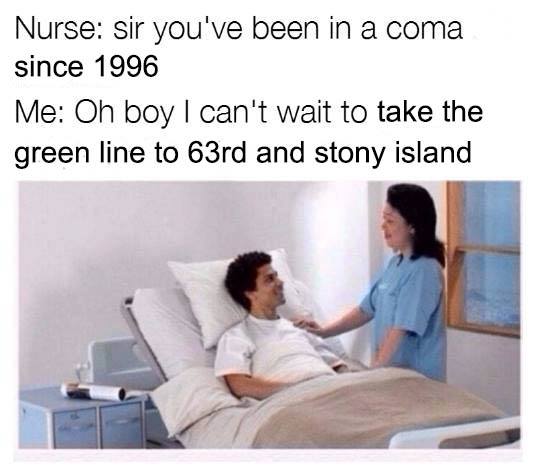 Nurse: sir you've been in a coma
since 1996
Me: Oh boy I can't wait to take the
green line to 63rd and stony island